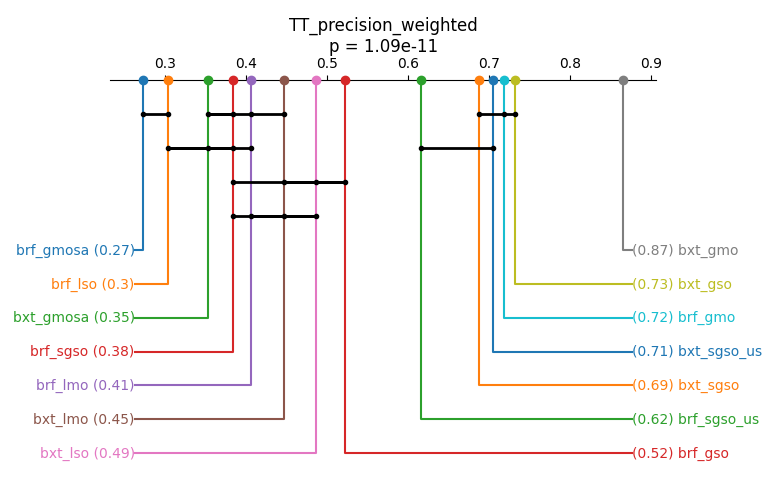 TT_precision_weighted
p = 1.09e-11
0.3 0.4 0.5 0.6 0.7 0.8 0.9
brf_gmosa (0.27) (0.87) bxt_gmo
brf_lso (0.3) (0.73) bxt_gso
bxt_gmosa (0.35) (0.72) brf_gmo
brf_sgso (0.38) (0.71) bxt_sgso_us
brf_lmo (0.41) (0.69) bxt_sgso
bxt_lmo (0.45) (0.62) brf_sgso_us
bxt_lso (0.49) (0.52) brf_gso